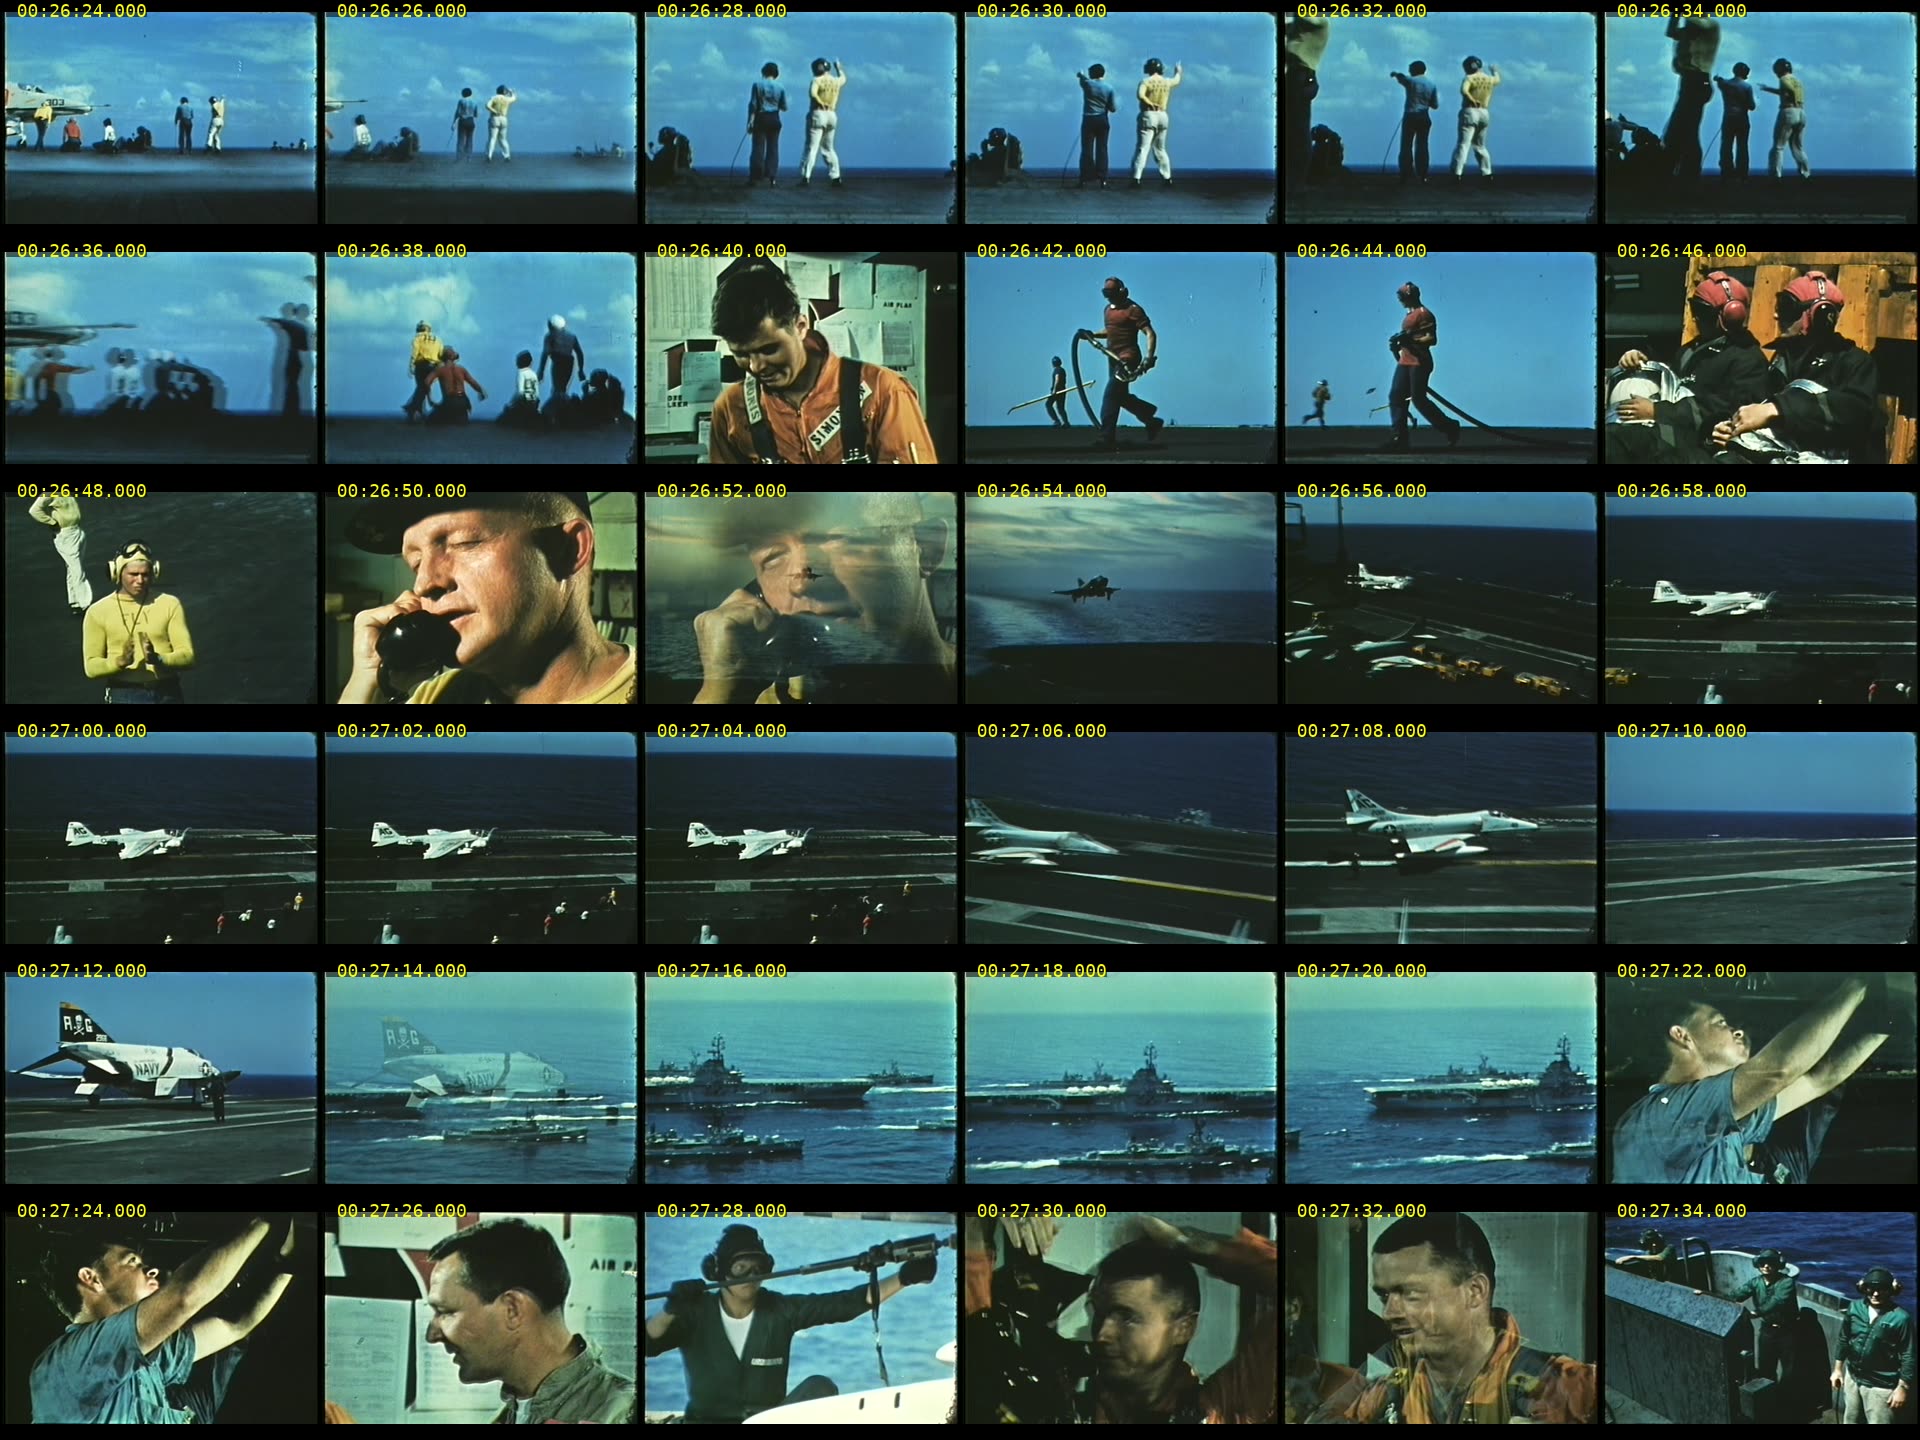 00:26:24.000 00:26:26.000 00:26:28.000 00:26:30.000 00:26:32.000 00:26:34.000
303
00:26:36.000 00:26:38.000 00:26:40.000 00:26:42.000 00:26:44.000 00:26:46.000
AIR PLAN
00:26:48.000 00:26:50.000 00:26:52.000 00:26:54.000 00:26:56.000 00:26:58.000
00:27:00.000 00:27:02.000 00:27:04.000 00:27:06.000 00:27:08.000 00:27:10.000
AG AG AG
00:27:12.000 00:27:14.000 00:27:16.000 00:27:18.000 00:27:20.000 00:27:22.000
A G A G
NAVY NAVY
00:27:24.000 00:27:26.000 00:27:28.000 00:27:30.000 00:27:32.000 00:27:34.000
AIR P